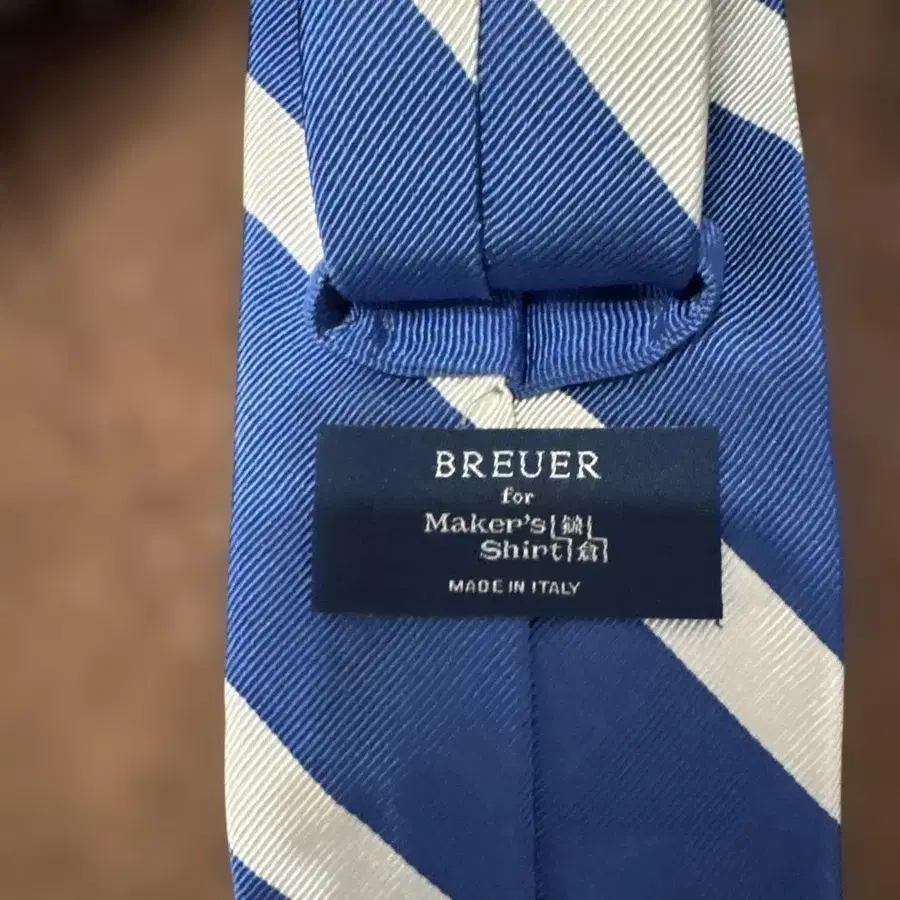 BREUER
for
Maker's 鎌
Shirt 倉
MADE IN ITALY